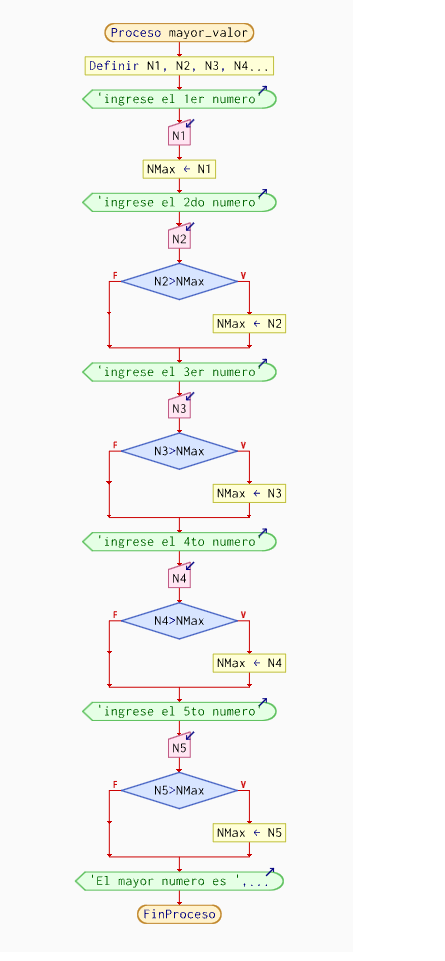 Proceso mayor_valor
Definir N1, N2, N3, N4...
'ingrese el 1er numero
N1
NMax ← N1
'ingrese el 2do numero
N2
N2>NMax
F
V
NMax ← N2
'ingrese el 3er numero
N3
N3>NMax
F
V
NMax ← N3
'ingrese el 4to numero
N4
N4>NMax
F
V
NMax ← N4
'ingrese el 5to numero
N5
N5>NMax
F
V
NMax ← N5
'El mayor numero es ',...
FinProceso